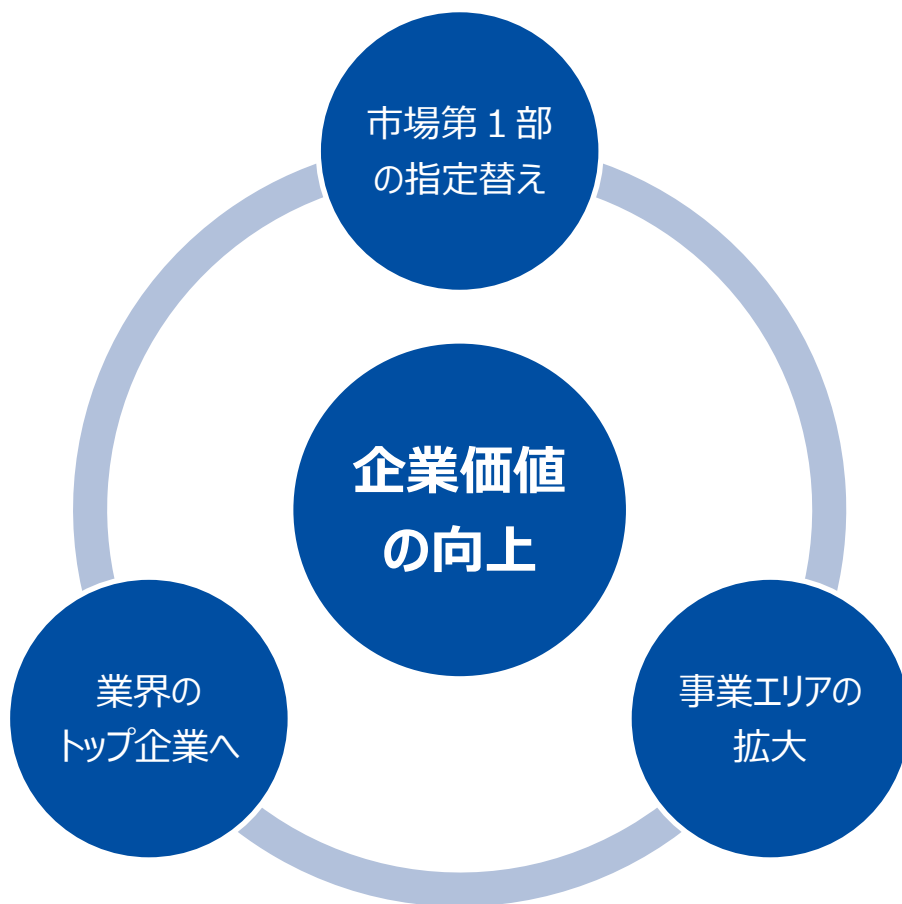 市場第１部
の指定替え
企業価値
の向上
業界の
トップ企業へ
事業エリアの
拡大